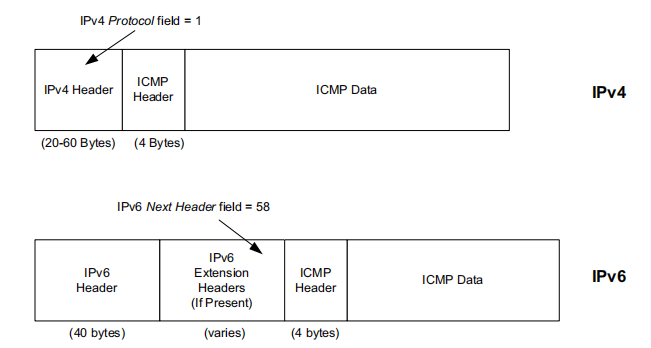 IPv4 Protocol field = 1
IPv4 Header
ICMP
Header
ICMP Data
IPv4
(20-60 Bytes)
(4 Bytes)
IPv6 Next Header field = 58
IPv6
Header
IPv6
Extension
Headers
(If Present)
ICMP
Header
ICMP Data
IPv6
(40 bytes)
(varies)
(4 bytes)